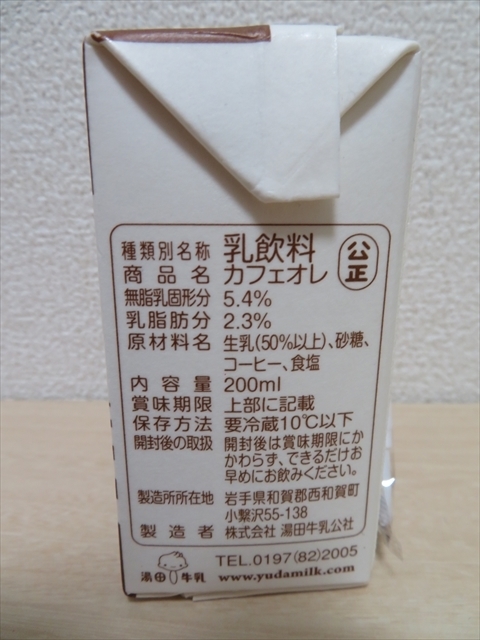 種類別名称 乳飲料
公正
商品名 カフェオレ
無脂乳固形分 5.4%
乳脂肪分 2.3%
原材料名 生乳(50%以上)、砂糖、
コーヒー、食塩
内容量 200ml
賞味期限 上部に記載
保存方法 要冷蔵10℃以下
開封後の取扱 開封後は賞味期限にか
かわらず、できるだけお
早めにお飲みください。
製造所所在地 岩手県和賀郡西和賀町
小繋沢55-138
製造者 株式会社 湯田牛乳公社
湯田牛乳
TEL.0197(82)2005
www.yudamilk.com